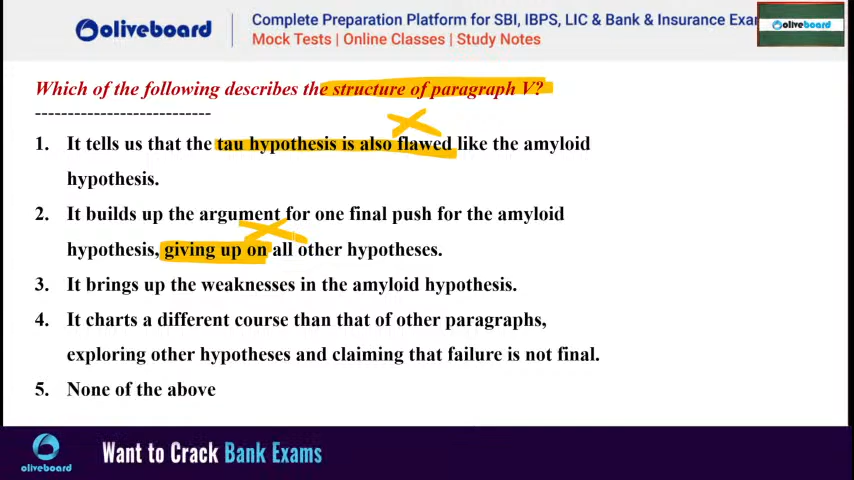 oliveboard
Complete Preparation Platform for SBI, IBPS, LIC & Bank & Insurance Exa
Mock Tests | Online Classes | Study Notes
oliveboard
Which of the following describes the structure of paragraph V?
---------------------------
1. It tells us that the tau hypothesis is also flawed like the amyloid
hypothesis.
2. It builds up the argument for one final push for the amyloid
hypothesis, giving up on all other hypotheses.
3. It brings up the weaknesses in the amyloid hypothesis.
4. It charts a different course than that of other paragraphs,
exploring other hypotheses and claiming that failure is not final.
5. None of the above
oliveboard
Want to Crack Bank Exams